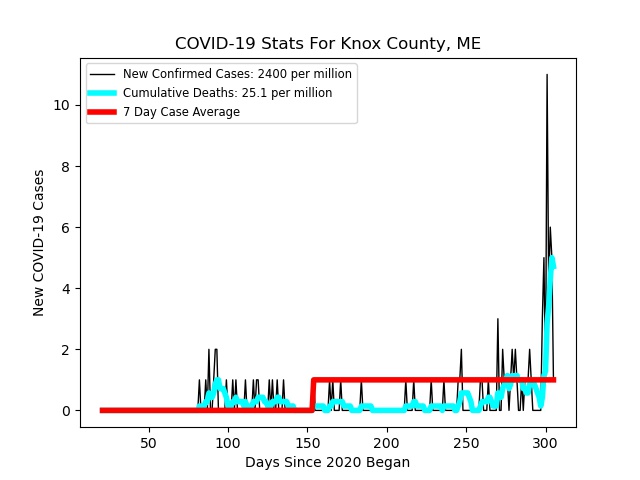 COVID-19 Stats For Knox County, ME
New Confirmed Cases: 2400 per million
Cumulative Deaths: 25.1 per million
7 Day Case Average
New COVID-19 Cases
10
8
6
4
2
0
50 100 150 200 250 300
Days Since 2020 Began